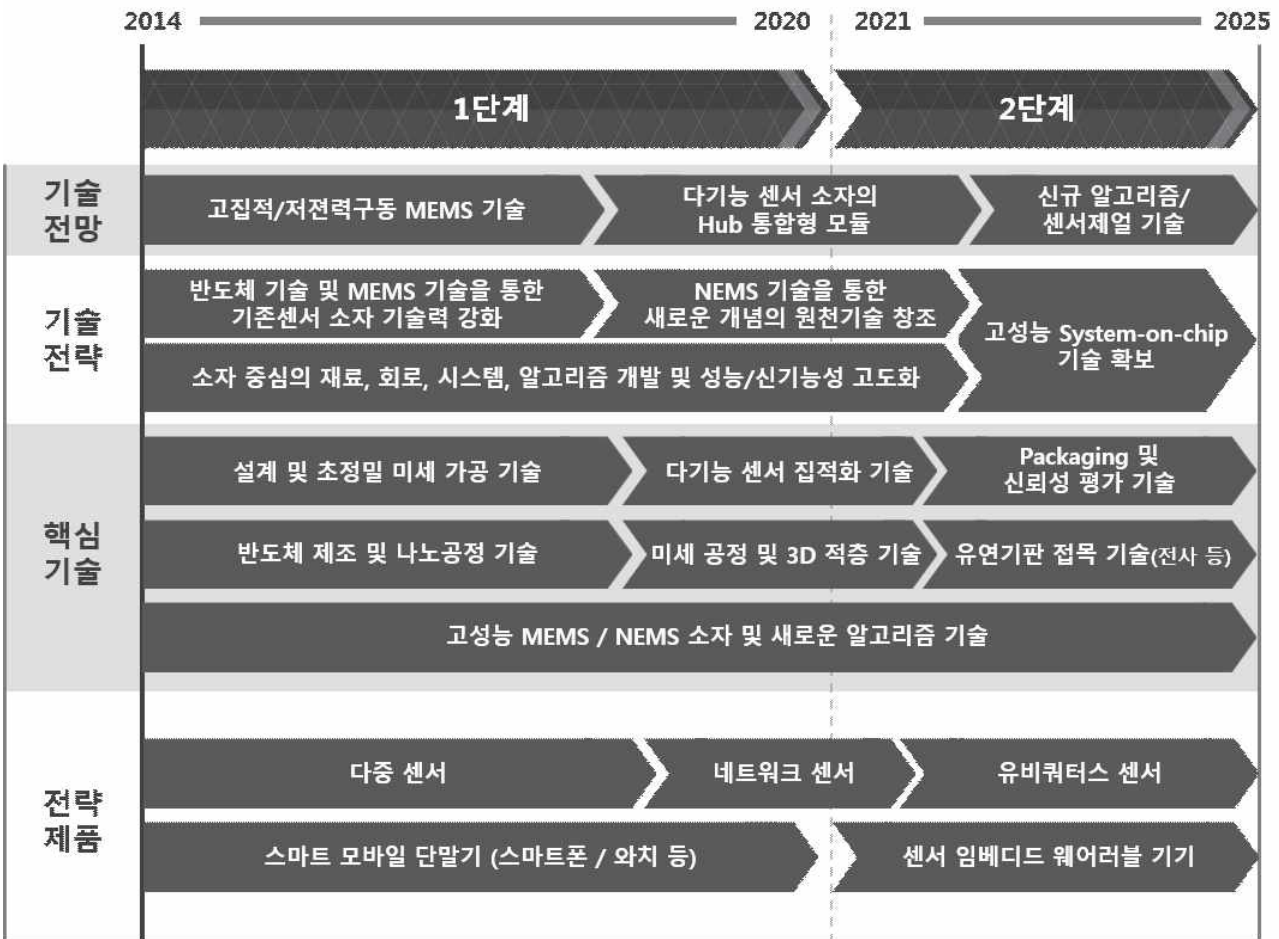 2014 2020 2021 2025
1단계 2단계
기술
전망
고집적/저젼력구동 MEMS 기술
다기능 센서 소자의
Hub 통합형 모듈
신규 알고리즘/
센서제얼 기술
기술
전략
반도체 기술 및 MEMS 기술을 통한
기존센서 소자 기술력 강화
NEMS 기술을 통한
새로운 개념의 원천기술 창조
소자 중심의 재료, 회로, 시스템, 알고리즘 개발 및 성능/신기능성 고도화
고성능 System-on-chip
기술 확보
핵심
기술
설계 및 초정밀 미세 가공 기술
다기능 센서 집적화 기술
Packaging 및
신뢰성 평가 기술
반도체 제조 및 나노공정 기술
미세 공정 및 3D 적층 기술
유연기판 접목 기술(전사 등)
고성능 MEMS / NEMS 소자 및 새로운 알고리즘 기술
전략
제품
다중 센서
네트워크 센서
유비쿼터스 센서
스마트 모바일 단말기 (스마트폰 / 와치 등)
센서 임베디드 웨어러블 기기